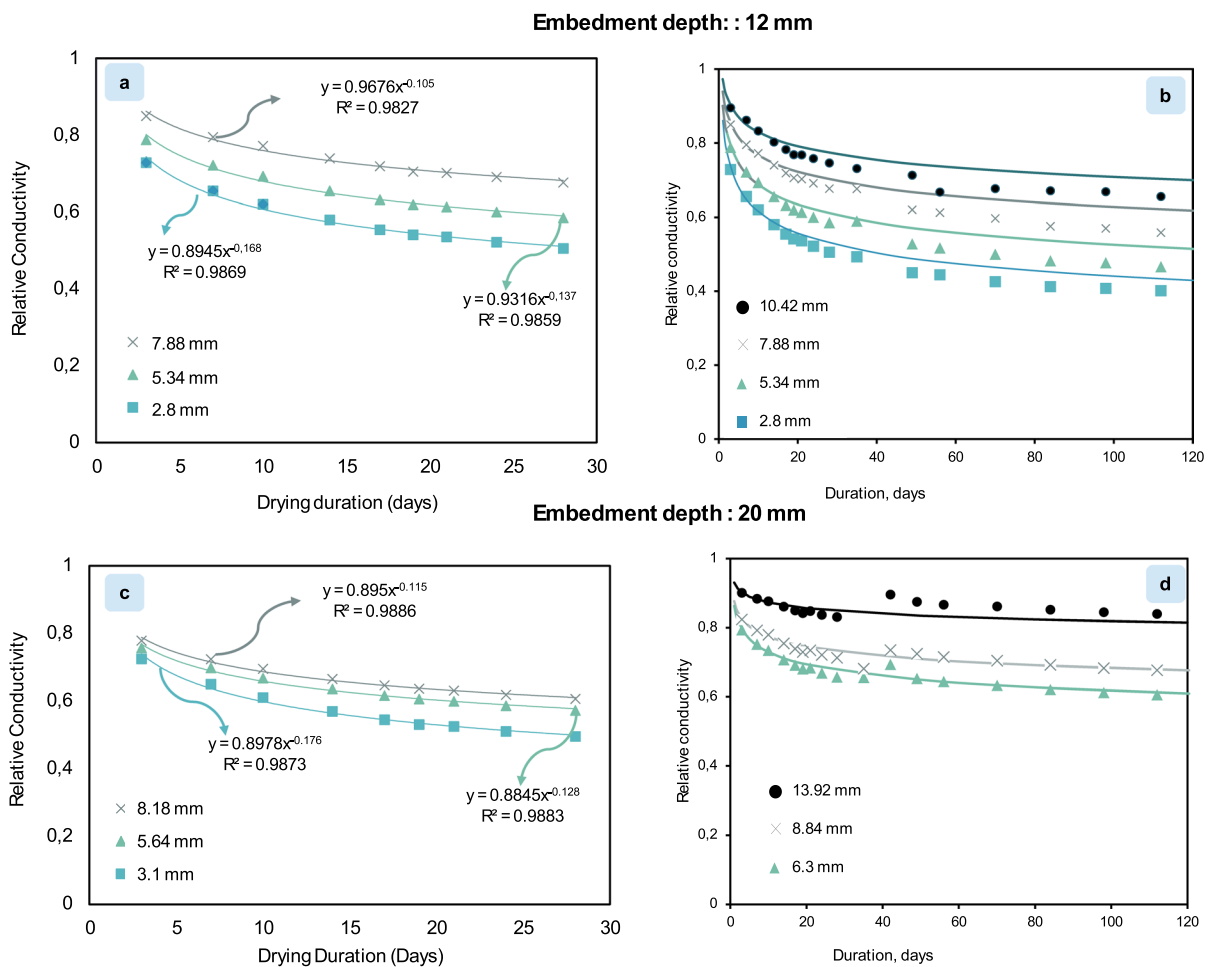 Embedment depth: : 12 mm
a
1
0,8
0,6
0,4
0,2
0
0 5 10 15 20 25 30
Relative Conductivity
Drying duration (days)
y = 0.9676x-0.105
R² = 0.9827
y = 0.8945x-0,168
R² = 0.9869
y = 0.9316x-0,137
R² = 0.9859
7.88 mm
5.34 mm
2.8 mm
b
1
0,8
0,6
0,4
0,2
0
0 20 40 60 80 100 120
Relative conductivity
Duration, days
10.42 mm
7.88 mm
5.34 mm
2.8 mm
Embedment depth : 20 mm
c
1
0,8
0,6
0,4
0,2
0
0 5 10 15 20 25 30
Relative Conductivity
Drying Duration (Days)
y = 0.895x-0.115
R² = 0.9886
y = 0.8978x-0.176
R² = 0.9873
y = 0.8845x-0.128
R² = 0.9883
8.18 mm
5.64 mm
3.1 mm
d
1
0,8
0,6
0,4
0,2
0
0 20 40 60 80 100 120
Relative conductivity
Duration, days
13.92 mm
8.84 mm
6.3 mm